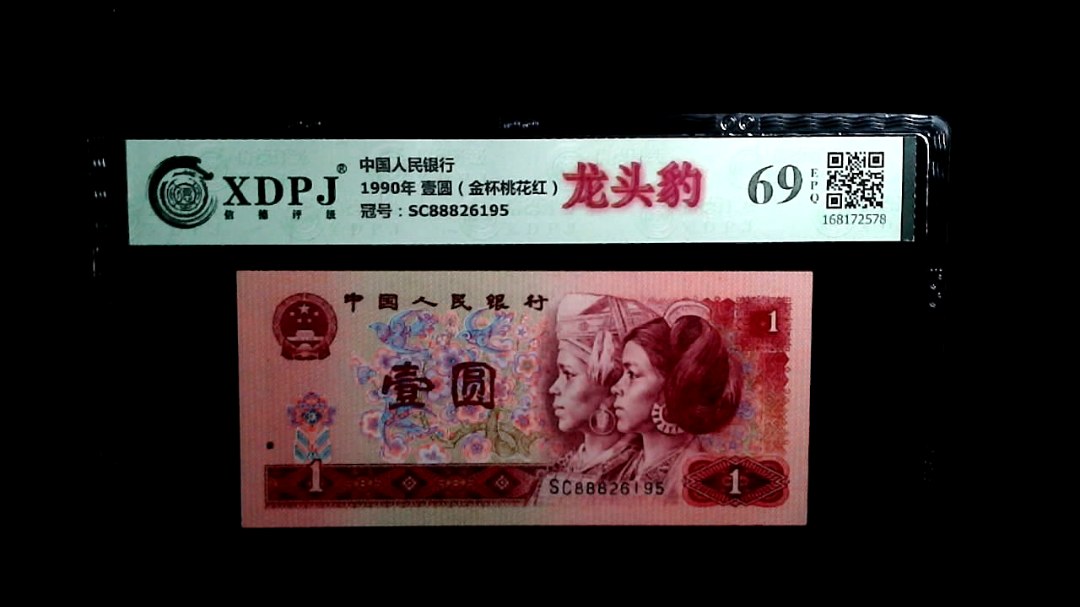 XDPJ®
信德评级
中国人民银行
1990年 壹圆（金杯桃花红）
冠号：SC88826195
龙头豹
69
EPQ
168172578
中国人民银行
1
壹圆
1
SC88826195
1